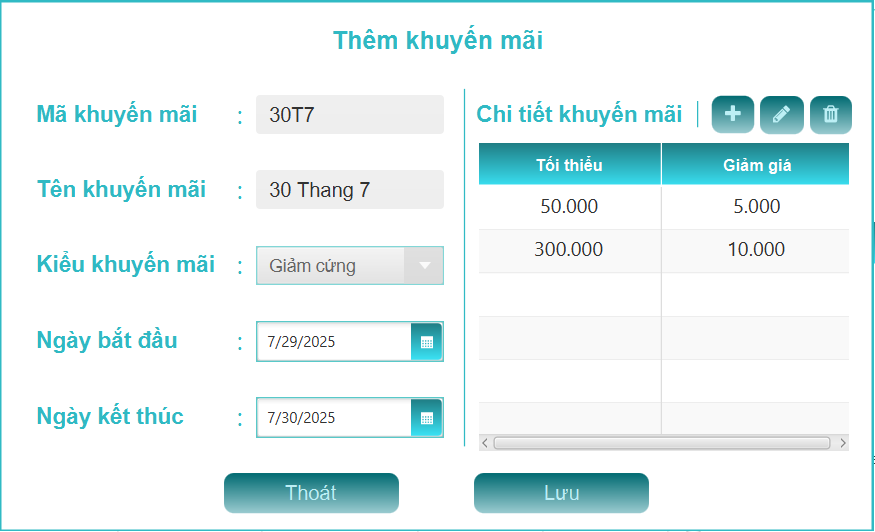 Thêm khuyến mãi
Mã khuyến mãi : 30T7
Tên khuyến mãi : 30 Thang 7
Kiểu khuyến mãi : Giảm cứng
Ngày bắt đầu : 7/29/2025
Ngày kết thúc : 7/30/2025
Chi tiết khuyến mãi
Tối thiểu Giảm giá
50.000 5.000
300.000 10.000
Thoát Lưu